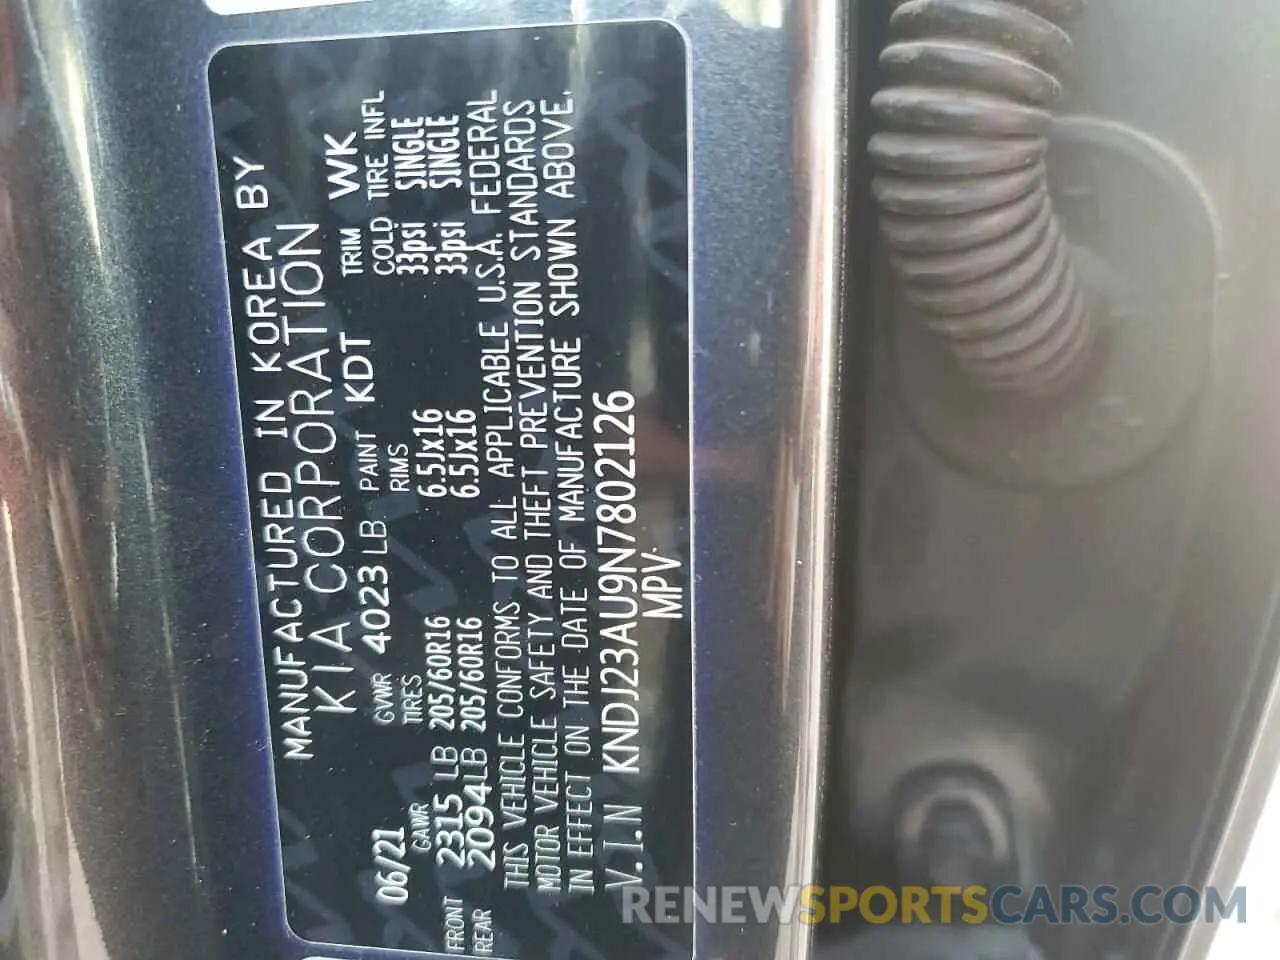 MANUFACTURED IN KOREA BY
KIA CORPORATION
06/21 GVWR 4023 LB PAINT KDT TRIM WK
GAWR TIRES RIMS COLD TIRE INFL
FRONT 2315 LB 205/60R16 6.5Jx16 33psi SINGLE
REAR 2094LB 205/60R16 6.5Jx16 33psi SINGLE
THIS VEHICLE CONFORMS TO ALL APPLICABLE U.S.A. FEDERAL
MOTOR VEHICLE SAFETY AND THEFT PREVENTION STANDARDS
IN EFFECT ON THE DATE OF MANUFACTURE SHOWN ABOVE.
V.I.N KNDJ23AU9N7802126
MPV
RENEWSPORTSCARS.COM